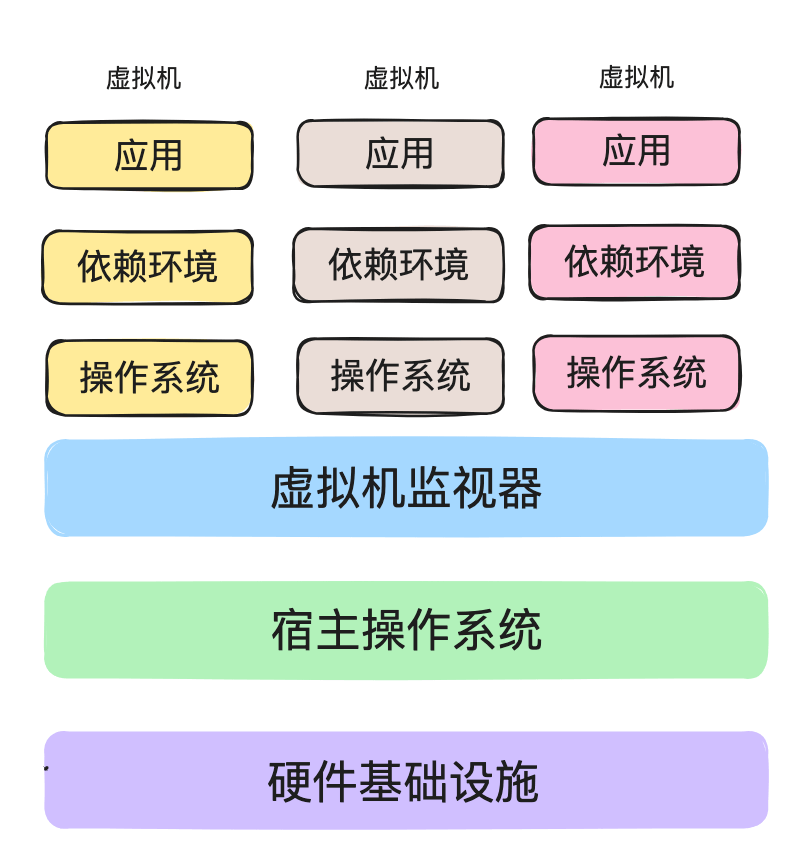 虚拟机 虚拟机 虚拟机
应用 应用 应用
依赖环境 依赖环境 依赖环境
操作系统 操作系统 操作系统
虚拟机监视器
宿主操作系统
硬件基础设施